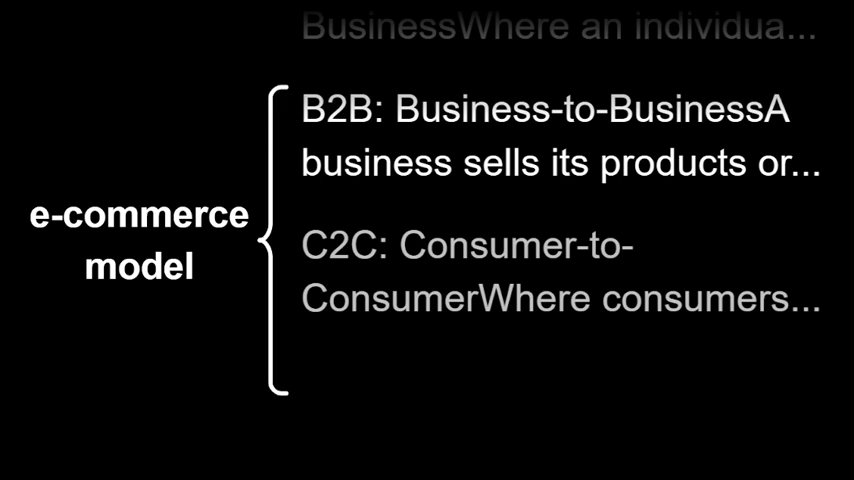 BusinessWhere an individua...
B2B: Business-to-BusinessA
business sells its products or...
e-commerce
model
C2C: Consumer-to-
ConsumerWhere consumers...